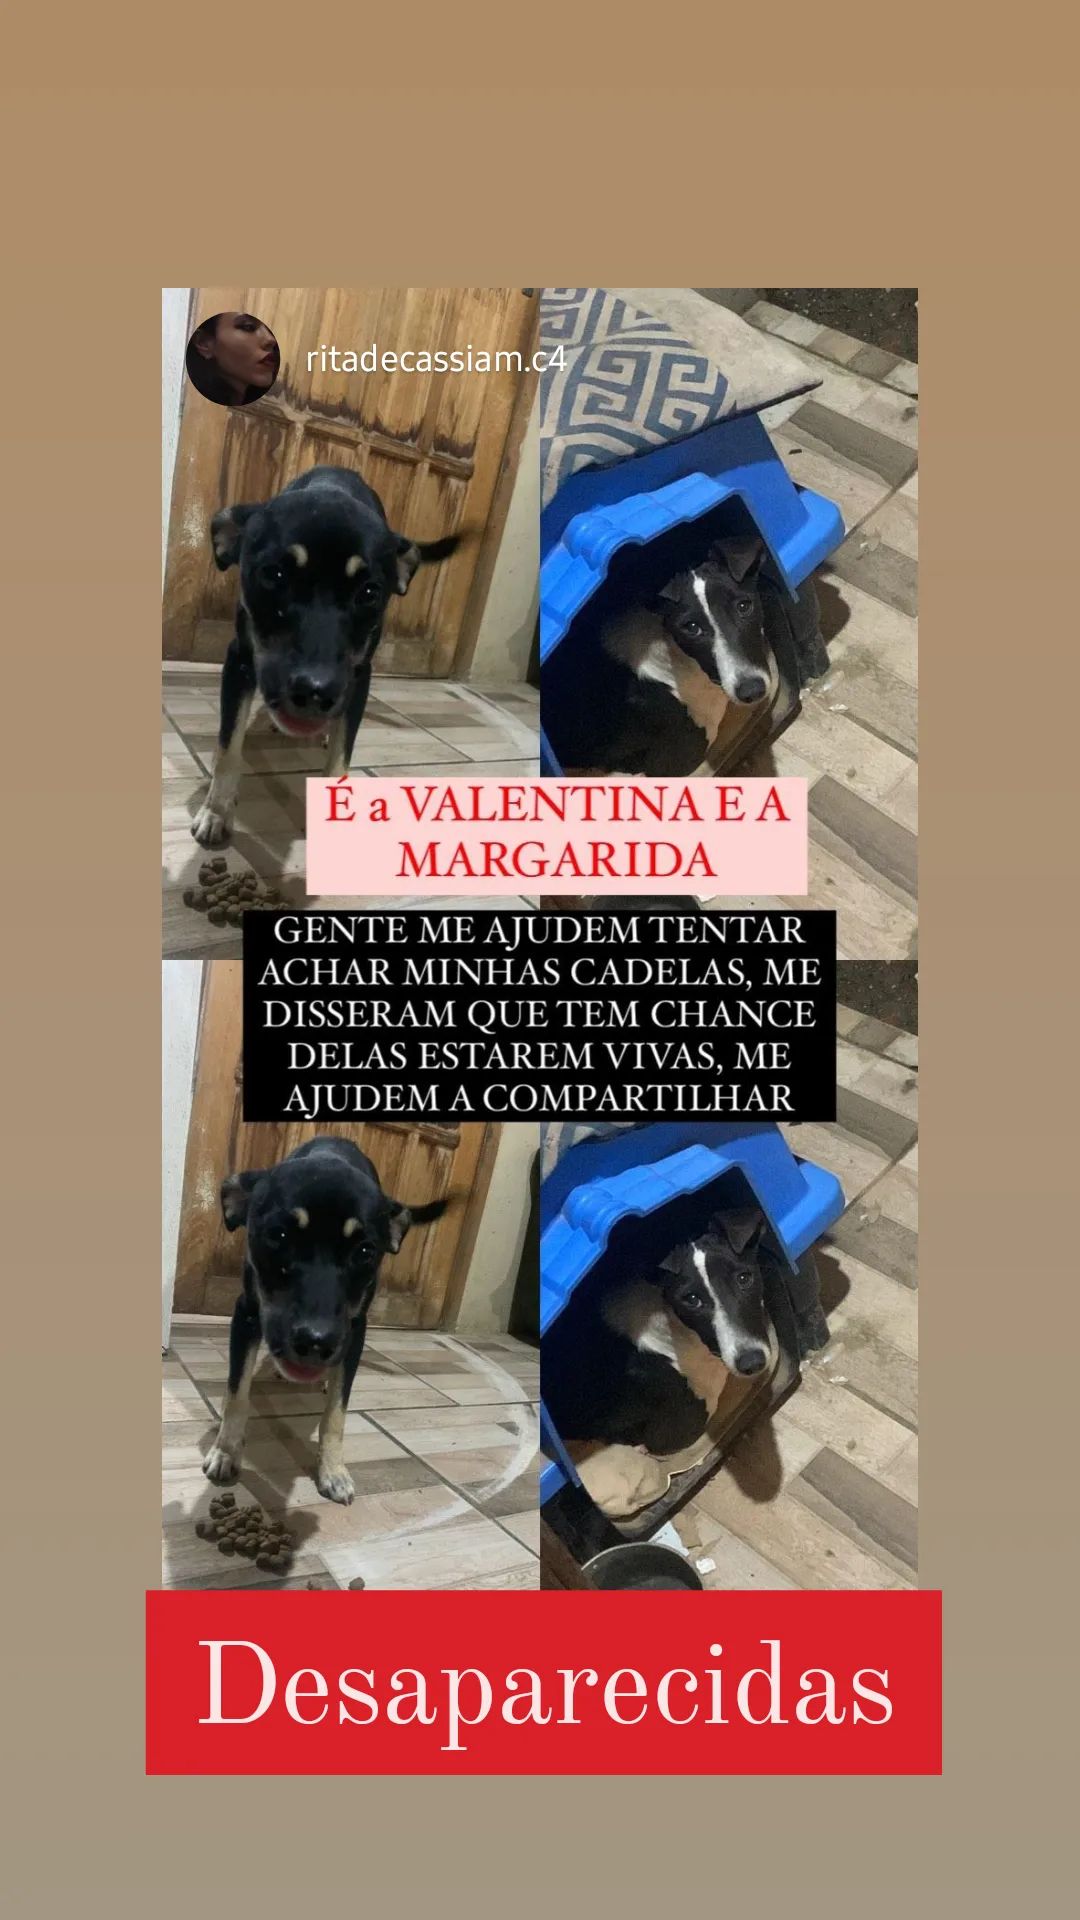 ritadecassiam.c4
É a VALENTINA E A
MARGARIDA
GENTE ME AJUDEM TENTAR
ACHAR MINHAS CADELAS, ME
DISSERAM QUE TEM CHANCE
DELAS ESTAREM VIVAS, ME
AJUDEM A COMPARTILHAR
Desaparecidas